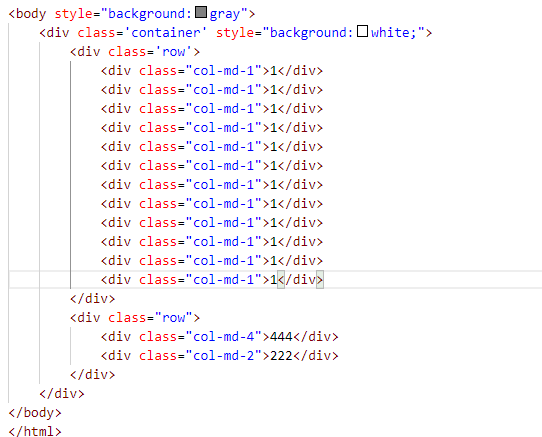 <body style="background:gray">
<div class='container' style="background:white;">
<div class='row'>
<div class="col-md-1">1</div>
<div class="col-md-1">1</div>
<div class="col-md-1">1</div>
<div class="col-md-1">1</div>
<div class="col-md-1">1</div>
<div class="col-md-1">1</div>
<div class="col-md-1">1</div>
<div class="col-md-1">1</div>
<div class="col-md-1">1</div>
<div class="col-md-1">1</div>
<div class="col-md-1">1</div>
<div class="col-md-1">1</div>
</div>
<div class="row">
<div class="col-md-4">444</div>
<div class="col-md-2">222</div>
</div>
</div>
</body>
</html>